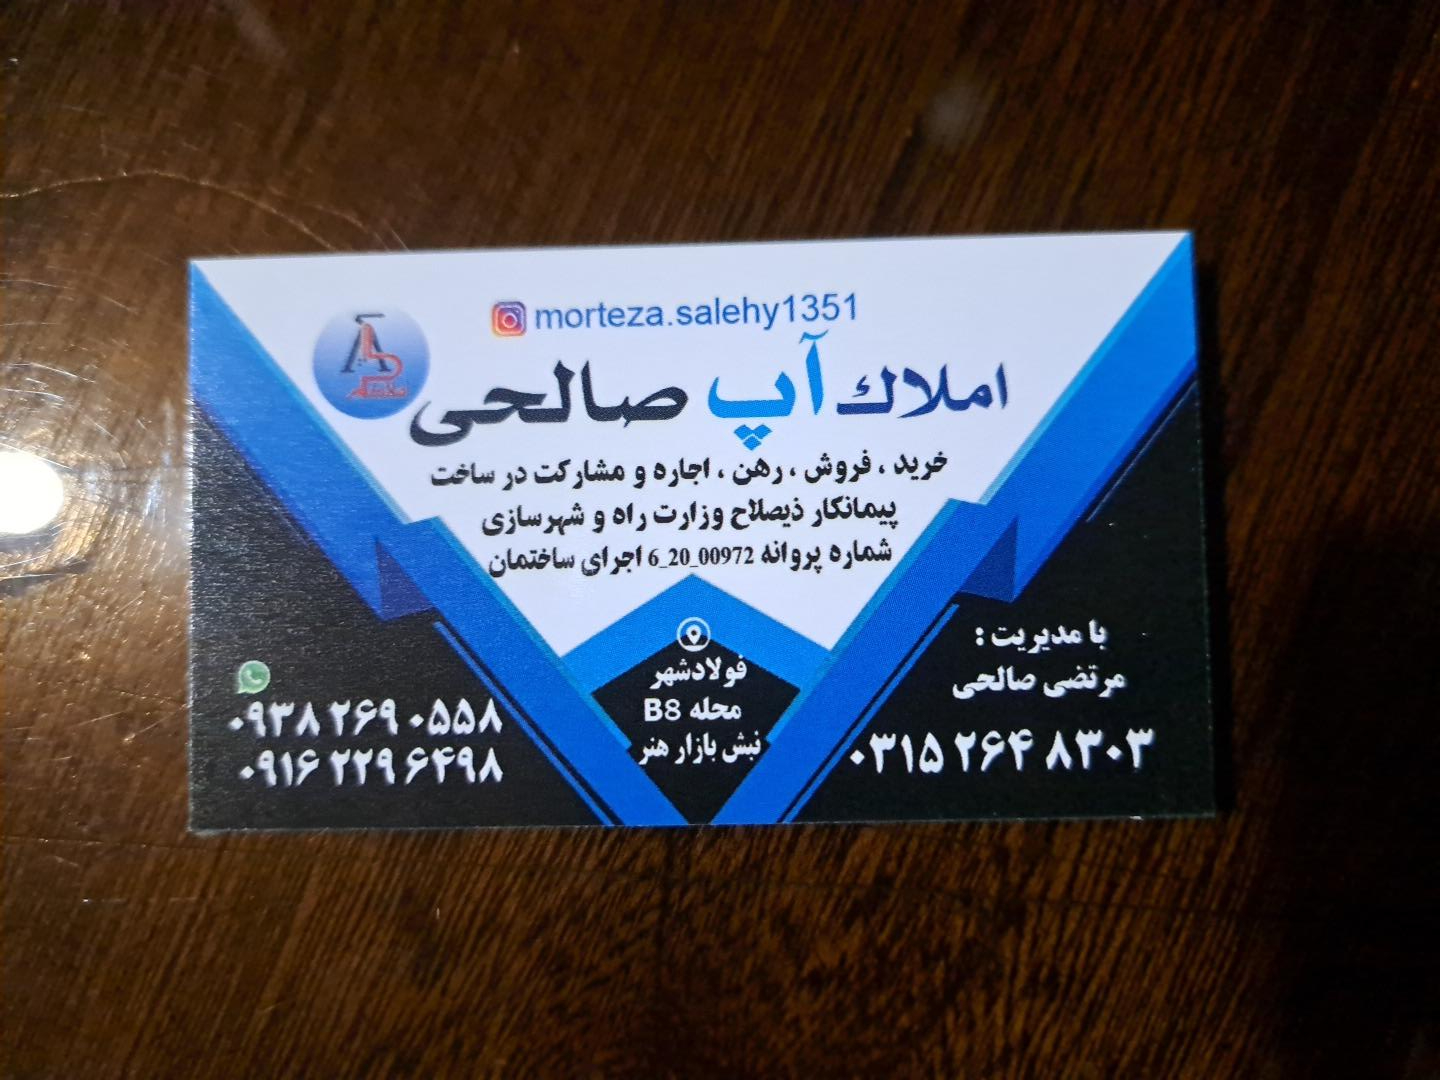 morteza.salehy1351
املاک آپ صالحی
خرید ، فروش ، رهن ، اجاره و مشارکت در ساخت
پیمانکار ذیصلاح وزارت راه و شهرسازی
شماره پروانه 00972_20_6 اجرای ساختمان
با مدیریت :
مرتضی صالحی
۰۳۱۵ ۲۶۴ ۸۳۰۳
فولادشهر
محله B8
نبش بازار هنر
۰۹۳۸ ۲۶۹ ۰۵۵۸
۰۹۱۶ ۲۲۹ ۶۴۹۸